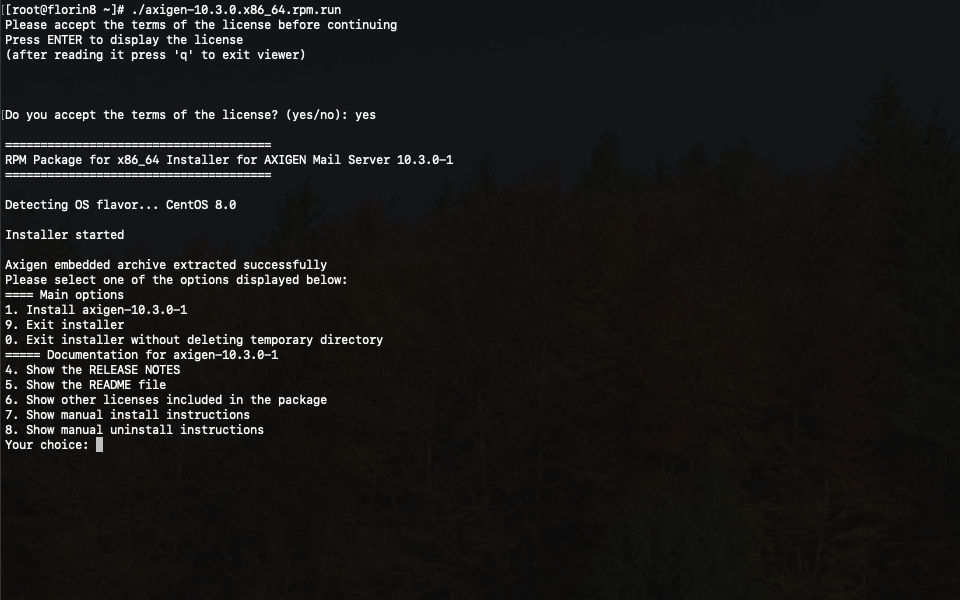 [[root@florin8 ~]# ./axigen-10.3.0.x86_64.rpm.run
Please accept the terms of the license before continuing
Press ENTER to display the license
(after reading it press 'q' to exit viewer)
[Do you accept the terms of the license? (yes/no): yes
======================================
RPM Package for x86_64 Installer for AXIGEN Mail Server 10.3.0-1
======================================
Detecting OS flavor... CentOS 8.0
Installer started
Axigen embedded archive extracted successfully
Please select one of the options displayed below:
==== Main options
1. Install axigen-10.3.0-1
9. Exit installer
0. Exit installer without deleting temporary directory
===== Documentation for axigen-10.3.0-1
4. Show the RELEASE NOTES
5. Show the README file
6. Show other licenses included in the package
7. Show manual install instructions
8. Show manual uninstall instructions
Your choice: